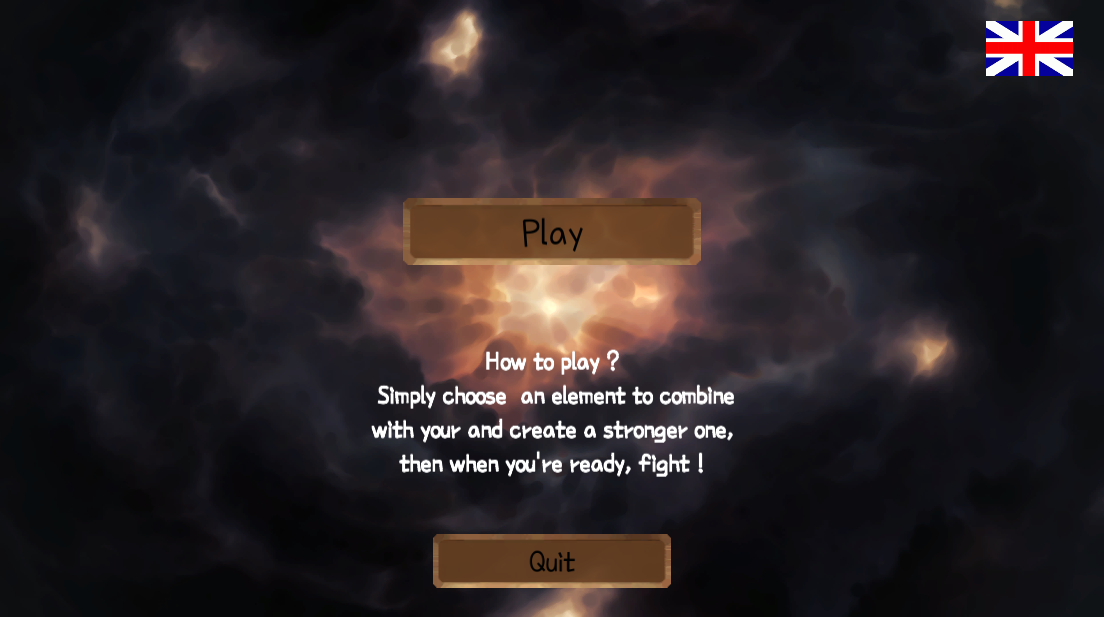 Play
How to play ?
Simply choose  an element to combine
with your and create a stronger one,
then when you're ready, fight !
Quit